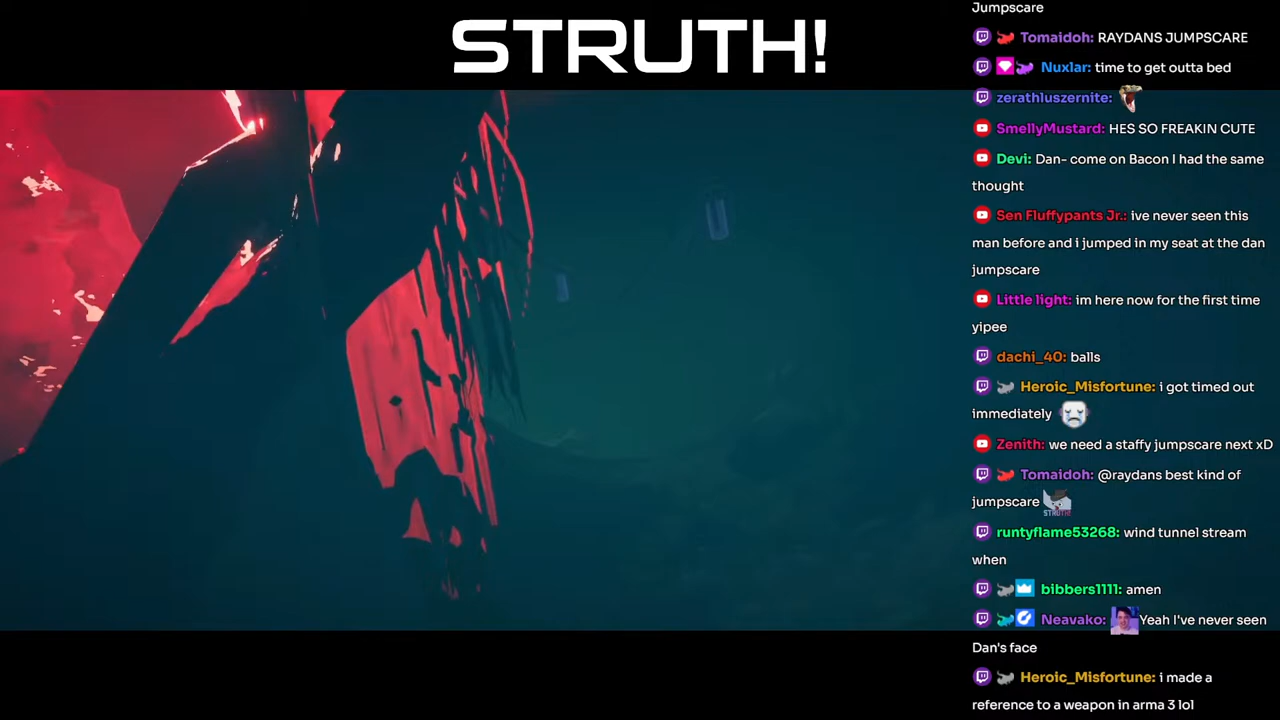 STRUTH!
Jumpscare
Tomaidoh: RAYDANS JUMPSCARE
Nuxlar: time to get outta bed
zerathluszernite:
SmellyMustard: HES SO FREAKIN CUTE
Devi: Dan- come on Bacon I had the same
thought
Sen Fluffypants Jr.: ive never seen this
man before and i jumped in my seat at the dan
jumpscare
Little light: im here now for the first time
yipee
dachi_40: balls
Heroic_Misfortune: i got timed out
immediately
Zenith: we need a staffy jumpscare next xD
Tomaidoh: @raydans best kind of
jumpscare STRUTH!
runtyflame53268: wind tunnel stream
when
bibbers1111: amen
Neavako: Yeah I've never seen
Dan's face
Heroic_Misfortune: i made a
reference to a weapon in arma 3 lol